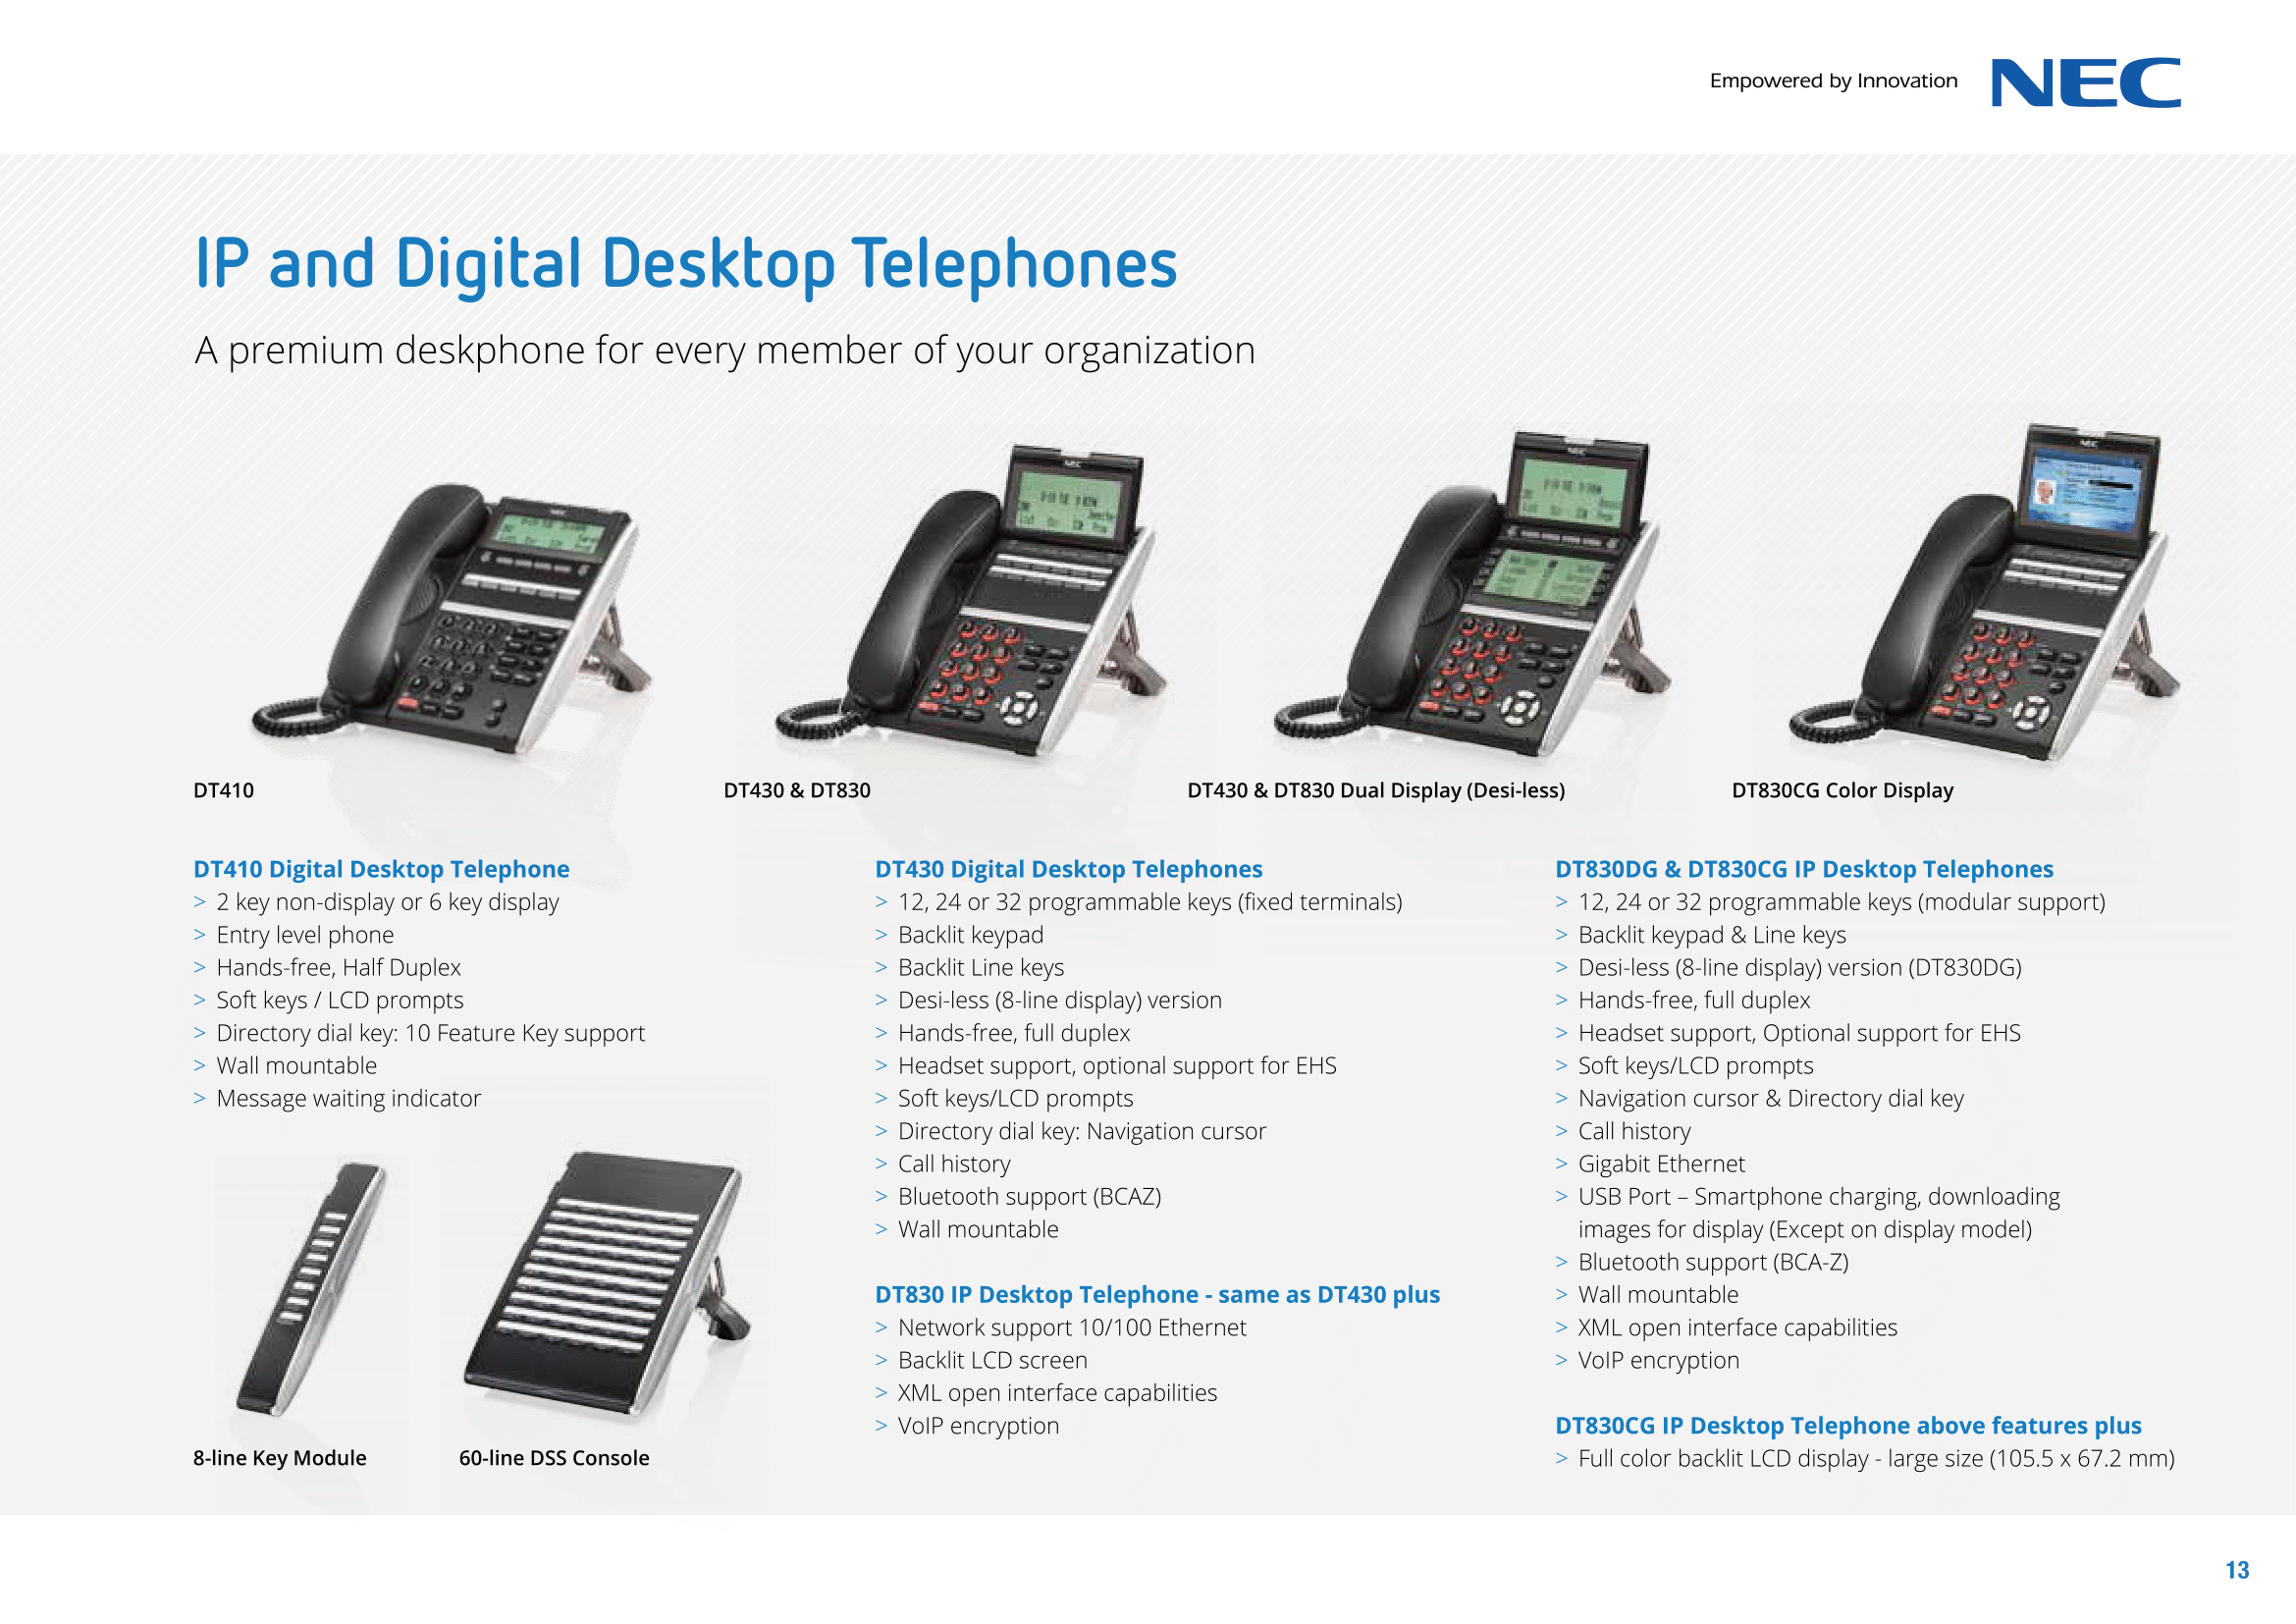 Empowered by Innovation NEC
IP and Digital Desktop Telephones
A premium deskphone for every member of your organization
NEC
NEC
NEC
NEC
DT410
DT430 & DT830
DT430 & DT830 Dual Display (Desi-less)
DT830CG Color Display
DT410 Digital Desktop Telephone
> 2 key non-display or 6 key display
> Entry level phone
> Hands-free, Half Duplex
> Soft keys / LCD prompts
> Directory dial key: 10 Feature Key support
> Wall mountable
> Message waiting indicator
8-line Key Module
60-line DSS Console
DT430 Digital Desktop Telephones
> 12, 24 or 32 programmable keys (fixed terminals)
> Backlit keypad
> Backlit Line keys
> Desi-less (8-line display) version
> Hands-free, full duplex
> Headset support, optional support for EHS
> Soft keys/LCD prompts
> Directory dial key: Navigation cursor
> Call history
> Bluetooth support (BCAZ)
> Wall mountable
DT830 IP Desktop Telephone - same as DT430 plus
> Network support 10/100 Ethernet
> Backlit LCD screen
> XML open interface capabilities
> VoIP encryption
DT830DG & DT830CG IP Desktop Telephones
> 12, 24 or 32 programmable keys (modular support)
> Backlit keypad & Line keys
> Desi-less (8-line display) version (DT830DG)
> Hands-free, full duplex
> Headset support, Optional support for EHS
> Soft keys/LCD prompts
> Navigation cursor & Directory dial key
> Call history
> Gigabit Ethernet
> USB Port – Smartphone charging, downloading
images for display (Except on display model)
> Bluetooth support (BCA-Z)
> Wall mountable
> XML open interface capabilities
> VoIP encryption
DT830CG IP Desktop Telephone above features plus
> Full color backlit LCD display - large size (105.5 x 67.2 mm)
13